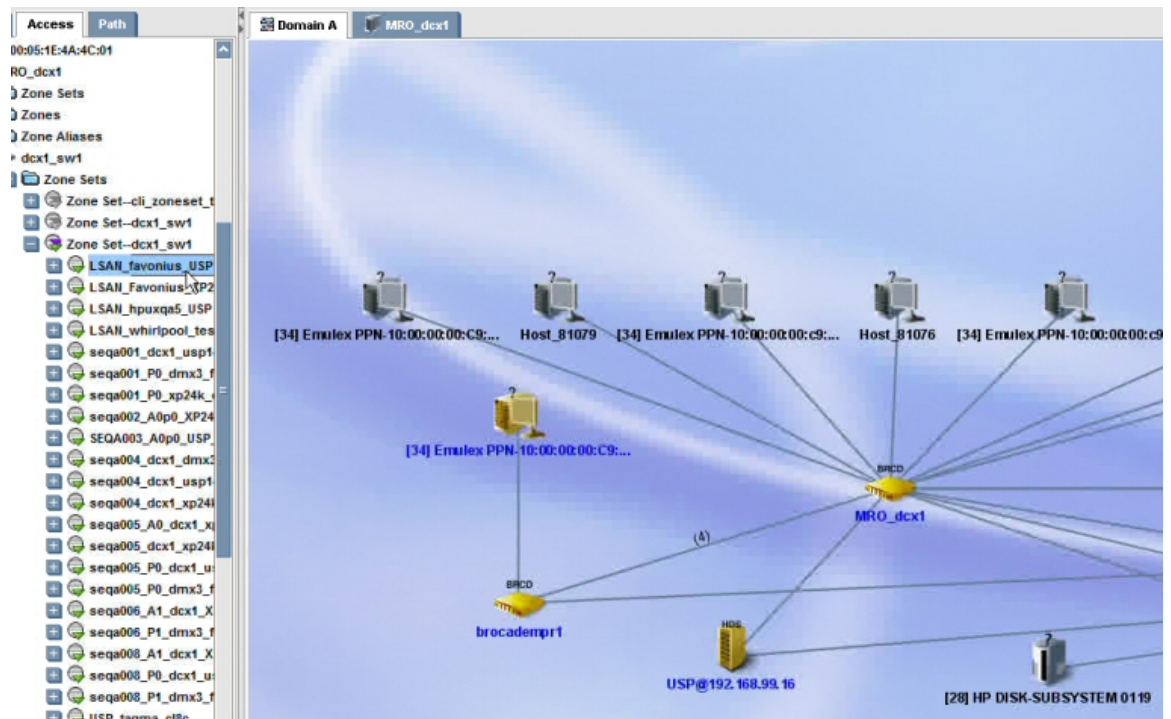 Access Path
Domain A MRO_dcx1
00:05:1E:4A:4C:01
RO_dcx1
Zone Sets
Zones
Zone Aliases
dcx1_sw1
Zone Sets
Zone Set--cli_zoneset_t
Zone Set--dcx1_sw1
Zone Set--dcx1_sw1
LSAN_favonius_USP
LSAN_Favonius_XP2
LSAN_hpuxqa5_USP
LSAN_whirlpool_tes
seqa001_dcx1_usp1
seqa001_P0_dmx3_f
seqa001_P0_xp24k_
seqa002_A0p0_XP24
SEQA003_A0p0_USP_
seqa004_dcx1_dmx3
seqa004_dcx1_usp1
seqa004_dcx1_xp24k
seqa005_A0_dcx1_x
seqa005_dcx1_xp24k
seqa005_P0_dcx1_u
seqa005_P0_dmx3_f
seqa006_A1_dcx1_X
seqa006_P1_dmx3_f
seqa008_A1_dcx1_X
seqa008_P0_dcx1_u
seqa008_P1_dmx3_f
? ? ? ? ?
[34] Emulex PPN-10:00:00:00:C9:... Host_81079 [34] Emulex PPN-10:00:00:00:c9:... Host_81076 [34] Emulex PPN-10:00:00:00:c9
?
[34] Emulex PPN-10:00:00:00:C9:...
BRCD
MRO_dcx1
(4)
BRCD
brocadempr1
HDS
USP@192.168.99.16
?
[28] HP DISK-SUBSYSTEM 0119